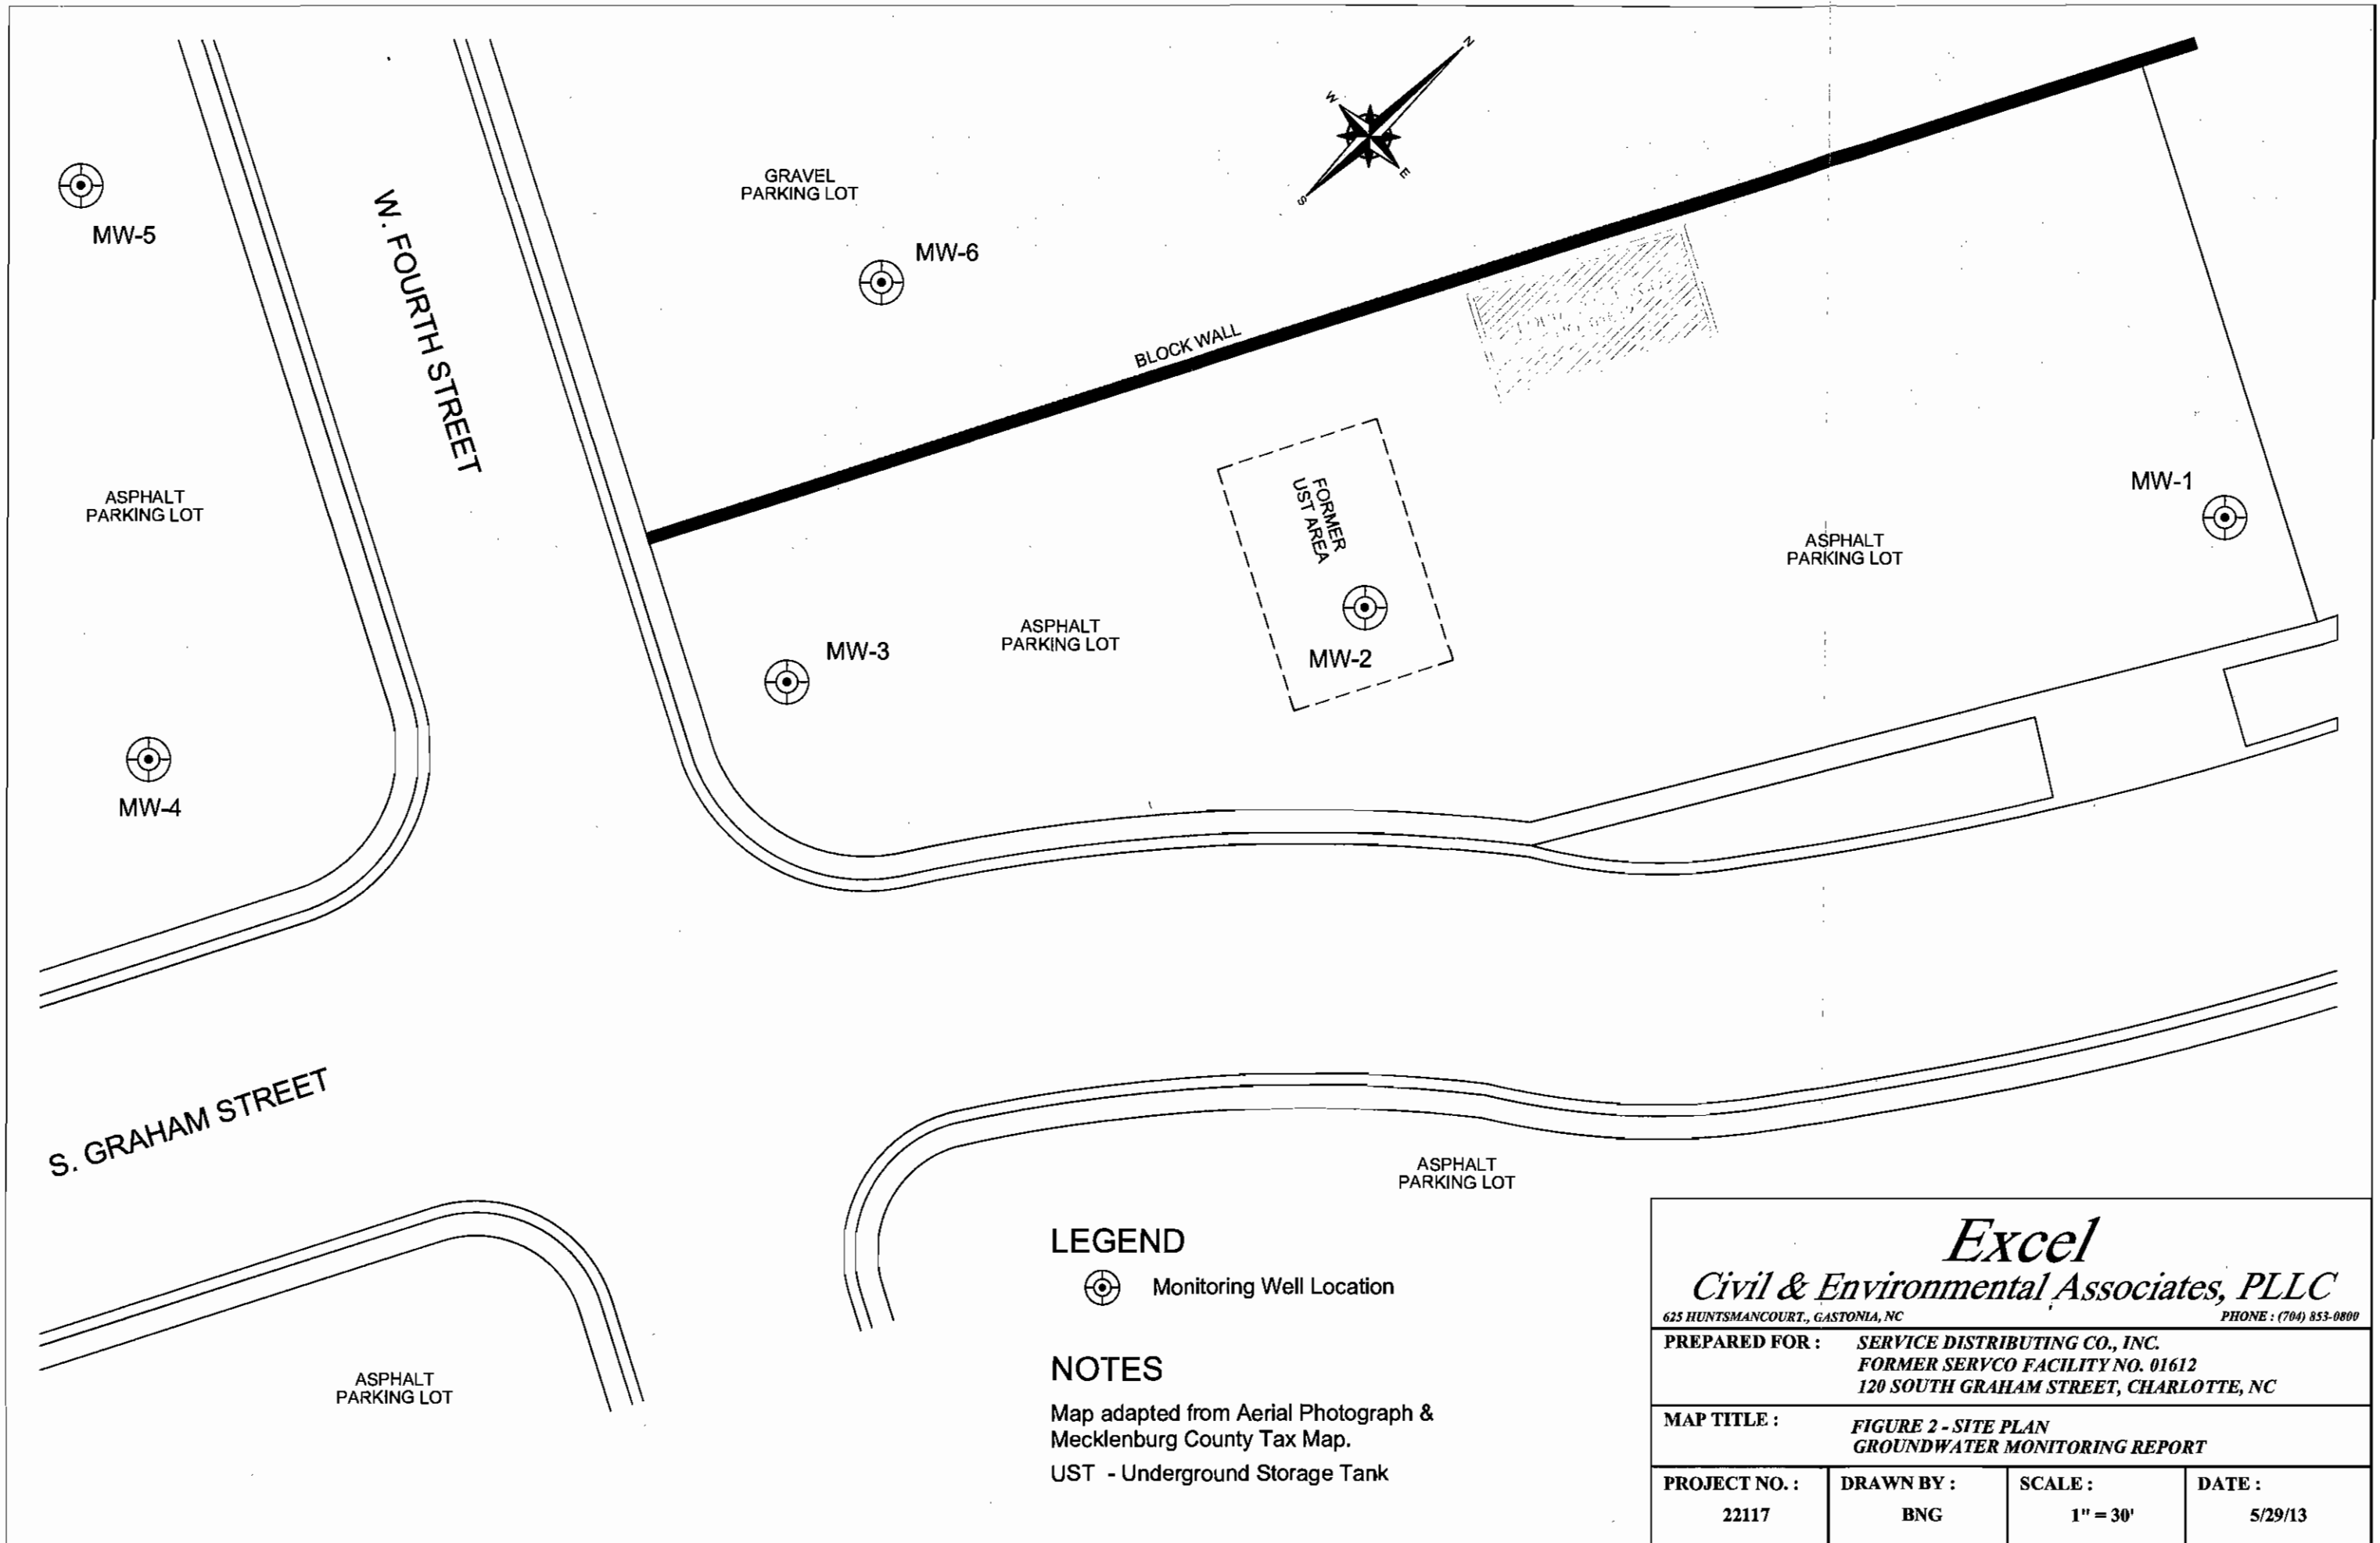 N
W
E
S
GRAVEL
PARKING LOT
MW-5
MW-6
W. FOURTH STREET
BLOCK WALL
ASPHALT
PARKING LOT
FORMER
UST AREA
MW-1
ASPHALT
PARKING LOT
MW-3
ASPHALT
PARKING LOT
MW-2
MW-4
S. GRAHAM STREET
ASPHALT
PARKING LOT
ASPHALT
PARKING LOT
LEGEND
Monitoring Well Location
NOTES
Map adapted from Aerial Photograph &
Mecklenburg County Tax Map.
UST - Underground Storage Tank
Excel
Civil & Environmental Associates, PLLC
625 HUNTSMANCOURT., GASTONIA, NC PHONE : (704) 853-0800
PREPARED FOR : SERVICE DISTRIBUTING CO., INC.
FORMER SERVCO FACILITY NO. 01612
120 SOUTH GRAHAM STREET, CHARLOTTE, NC
MAP TITLE : FIGURE 2 - SITE PLAN
GROUNDWATER MONITORING REPORT
PROJECT NO. : DRAWN BY : SCALE : DATE :
22117 BNG 1" = 30' 5/29/13